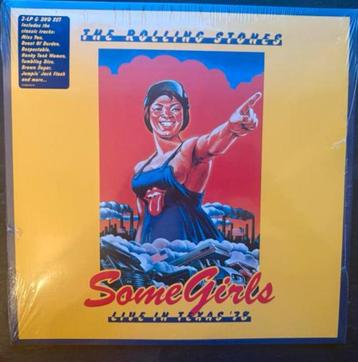 2-LP & DVD SET
Includes the
classic tracks:
Miss You,
Beast Of Burden,
Respectable,
Honky Tonk Women,
Tumbling Dice,
Brown Sugar,
Jumpin' Jack Flash
and more...
THE ROLLING STONES
Some Girls
LIVE IN TEXAS '78